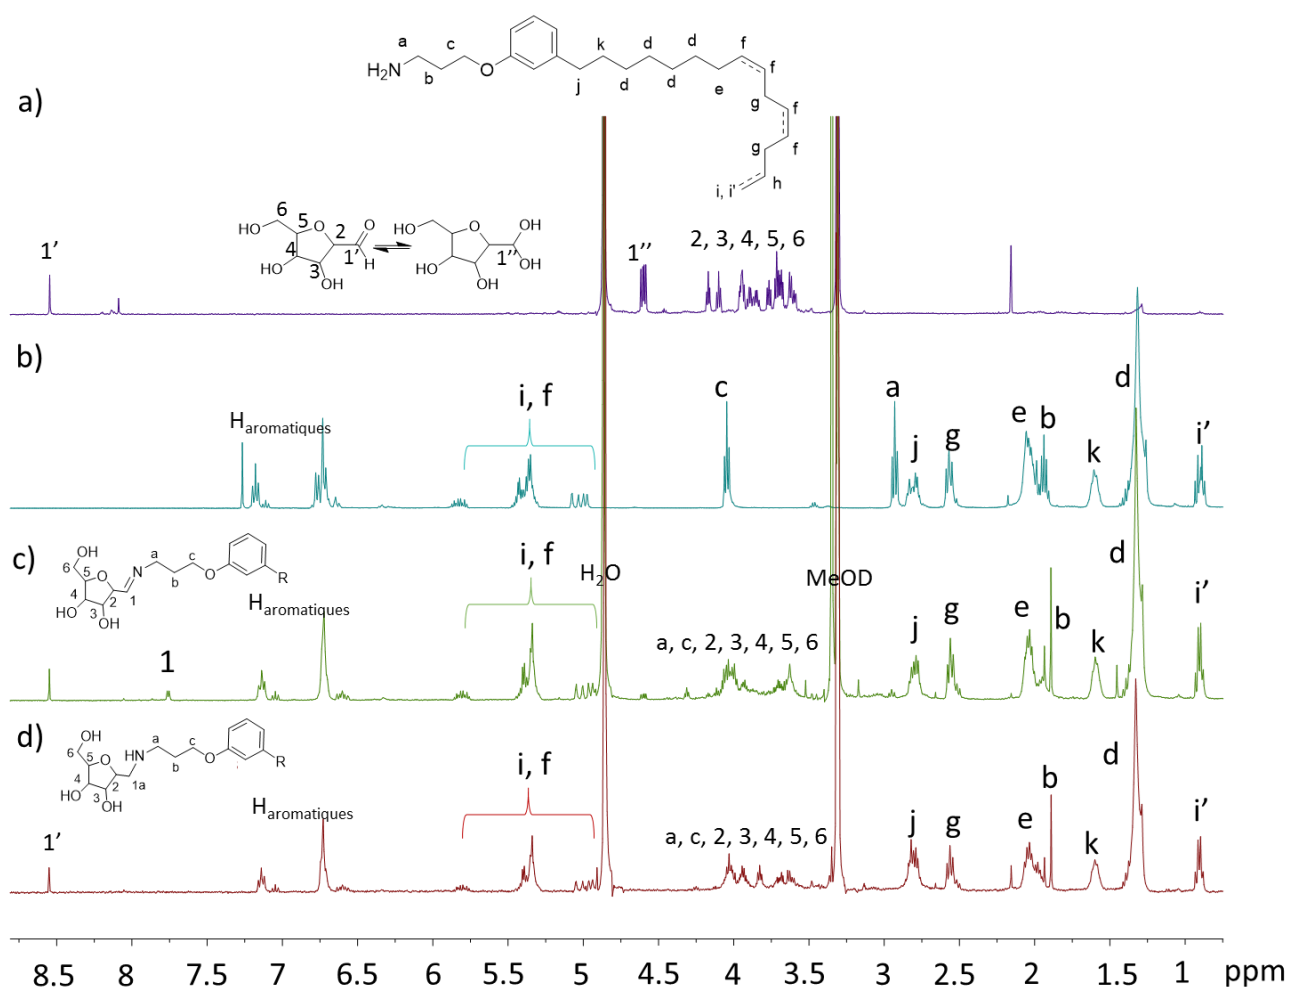 a)
H₂N
a
b
c
O
j
k
d
d
d
d
d
e
f
f
g
f
f
g
h
i, i'
HO
6
5
O
2
O
4
3
1'
H
HO
OH
HO
O
OH
1''
OH
HO
OH
1'
1''
2, 3, 4, 5, 6
b)
H aromatiques
i, f
c
a
j
g
e
b
k
d
i'
c)
OH
6
5
O
N
a
b
c
O
R
4
3
2
1
HO
OH
1
H aromatiques
i, f
H₂O
a, c, 2, 3, 4, 5, 6
MeOD
j
g
e
b
k
d
i'
d)
OH
6
5
O
HN
a
b
c
O
R
4
3
2
1a
HO
OH
1'
H aromatiques
i, f
a, c, 2, 3, 4, 5, 6
j
g
e
b
k
d
i'
8.5 8 7.5 7 6.5 6 5.5 5 4.5 4 3.5 3 2.5 2 1.5 1 ppm